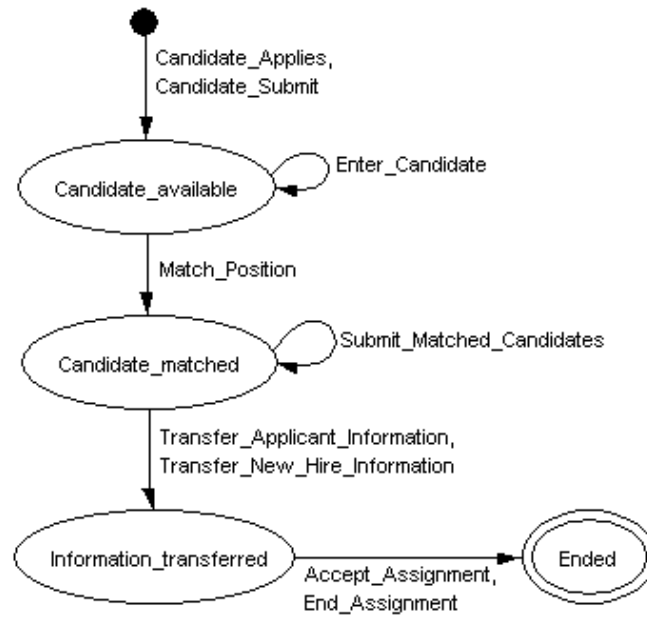 Candidate_Applies,
Candidate_Submit
Candidate_available
Enter_Candidate
Match_Position
Candidate_matched
Submit_Matched_Candidates
Transfer_Applicant_Information,
Transfer_New_Hire_Information
Information_transferred
Accept_Assignment,
End_Assignment
Ended